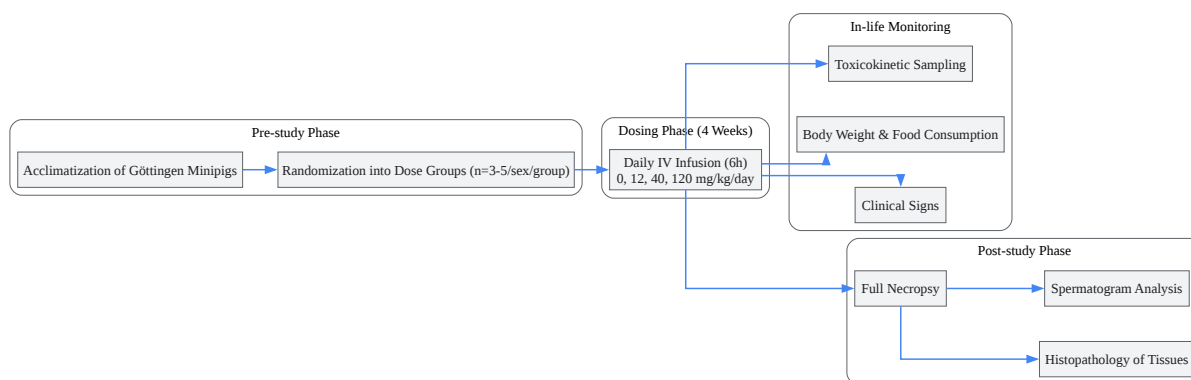 In-life Monitoring
Toxicokinetic Sampling
Pre-study Phase
Dosing Phase (4 Weeks)
Body Weight & Food Consumption
Acclimatization of Göttingen Minipigs
Randomization into Dose Groups (n=3-5/sex/group)
Daily IV Infusion (6h)
0, 12, 40, 120 mg/kg/day
Clinical Signs
Post-study Phase
Full Necropsy
Spermatogram Analysis
Histopathology of Tissues